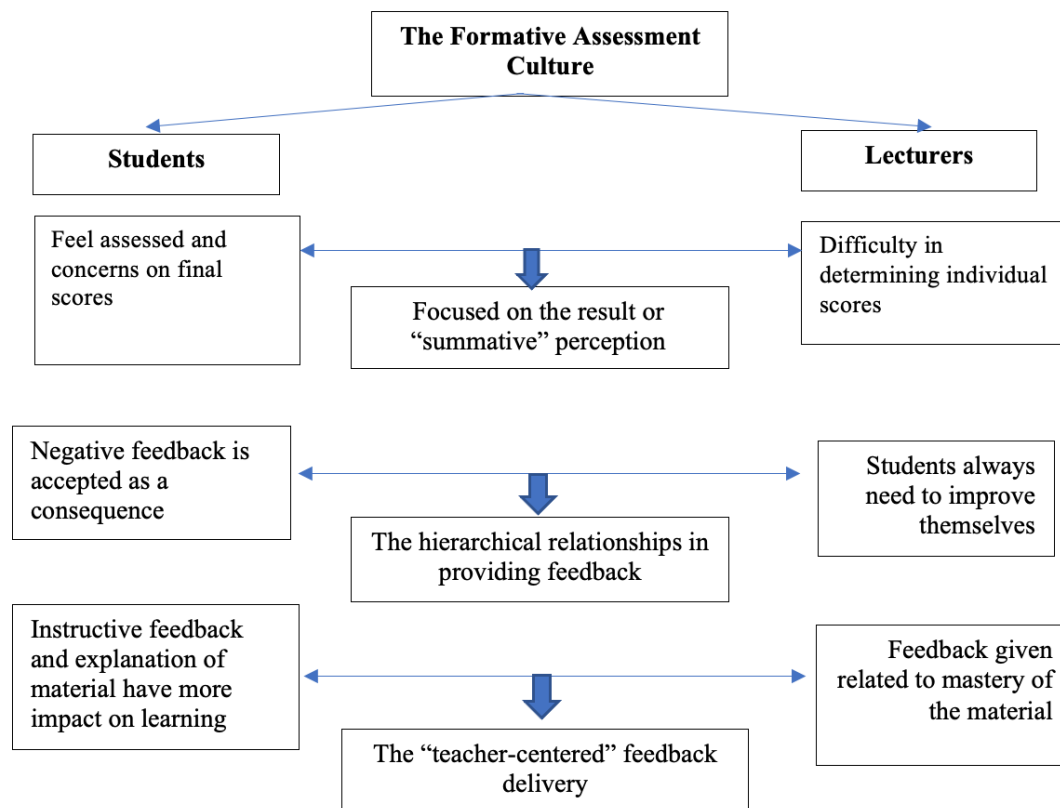 The Formative Assessment
Culture
Students
Lecturers
Feel assessed and
concerns on final
scores
Difficulty in
determining individual
scores
Focused on the result or
“summative” perception
Negative feedback is
accepted as a
consequence
Students always
need to improve
themselves
The hierarchical relationships in
providing feedback
Instructive feedback
and explanation of
material have more
impact on learning
Feedback given
related to mastery of
the material
The “teacher-centered” feedback
delivery